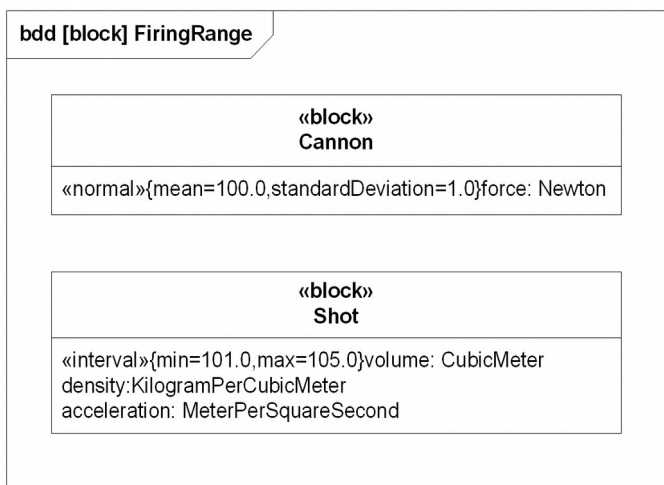 bdd [block] FiringRange
«block»
Cannon
«normal»{mean=100.0,standardDeviation=1.0}force: Newton
«block»
Shot
«interval»{min=101.0,max=105.0}volume: CubicMeter
density:KilogramPerCubicMeter
acceleration: MeterPerSquareSecond